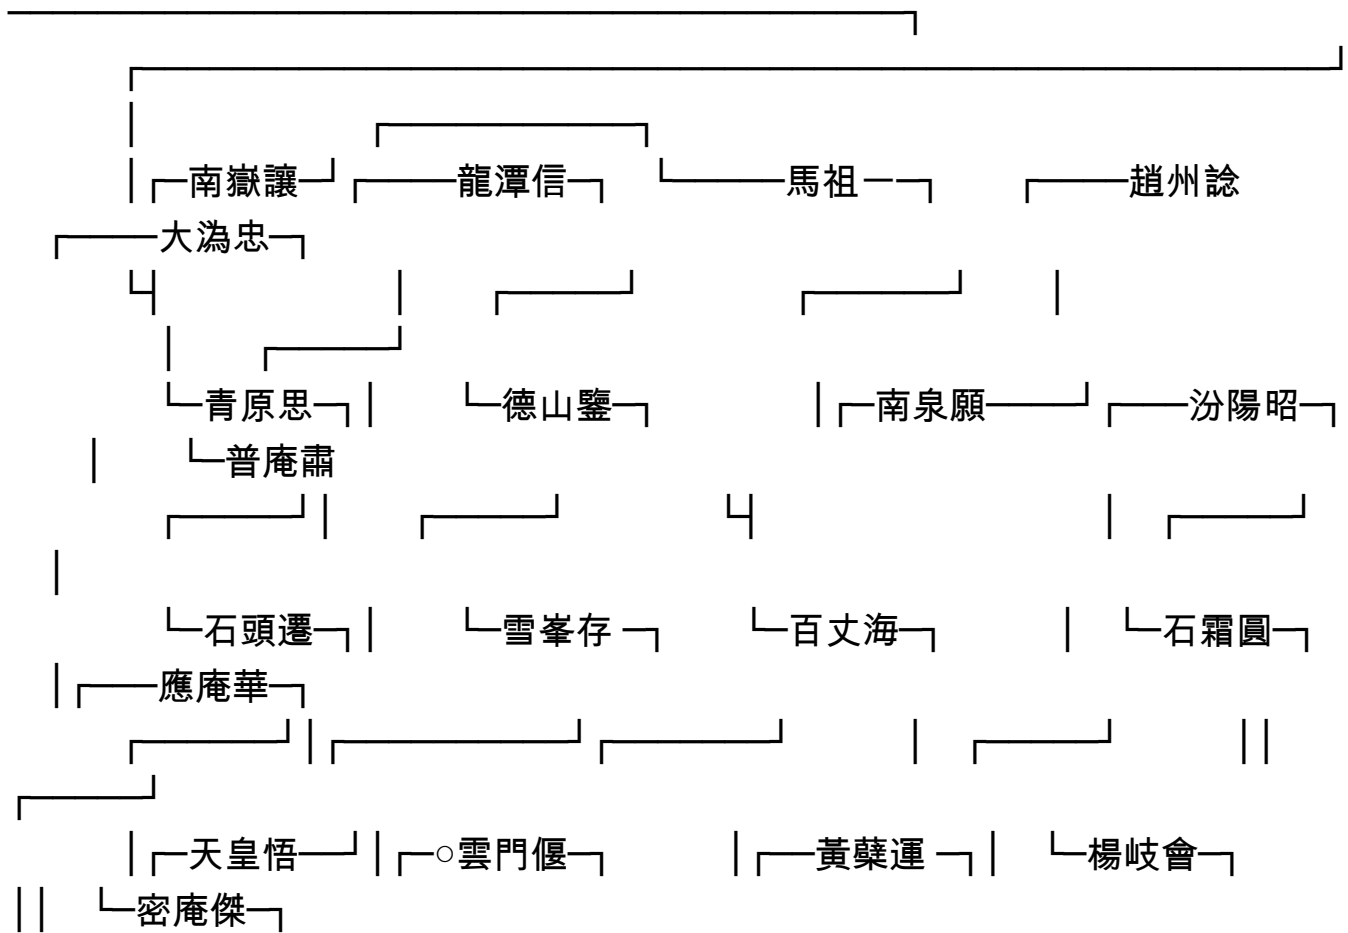 南嶽讓 龍潭信 馬祖一 趙州諗
大溈忠
青原思 德山鑒 南泉願 汾陽昭
普庵肅
石頭遷 雪峯存 百丈海 石霜圓
應庵華
天皇悟 ○雲門偃 黃蘗運 楊岐會
密庵傑